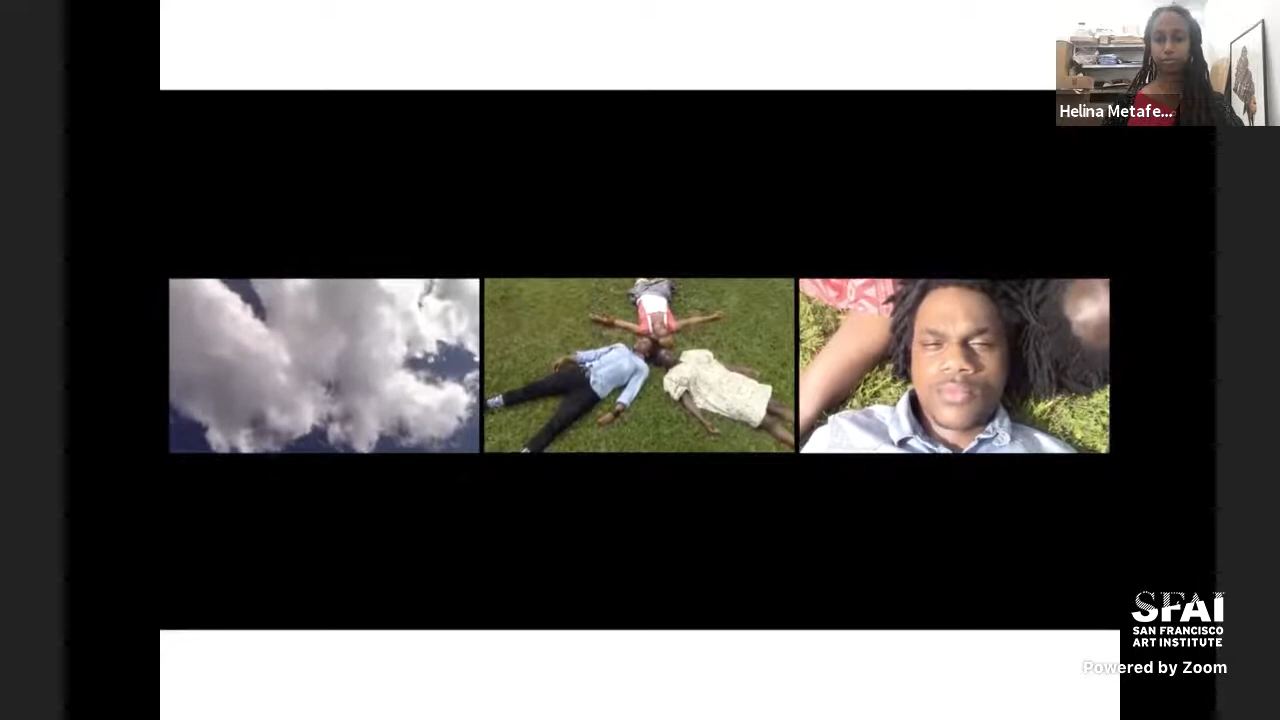 Helina Metafe...
SFAI
SAN FRANCISCO
ART INSTITUTE
Powered by Zoom